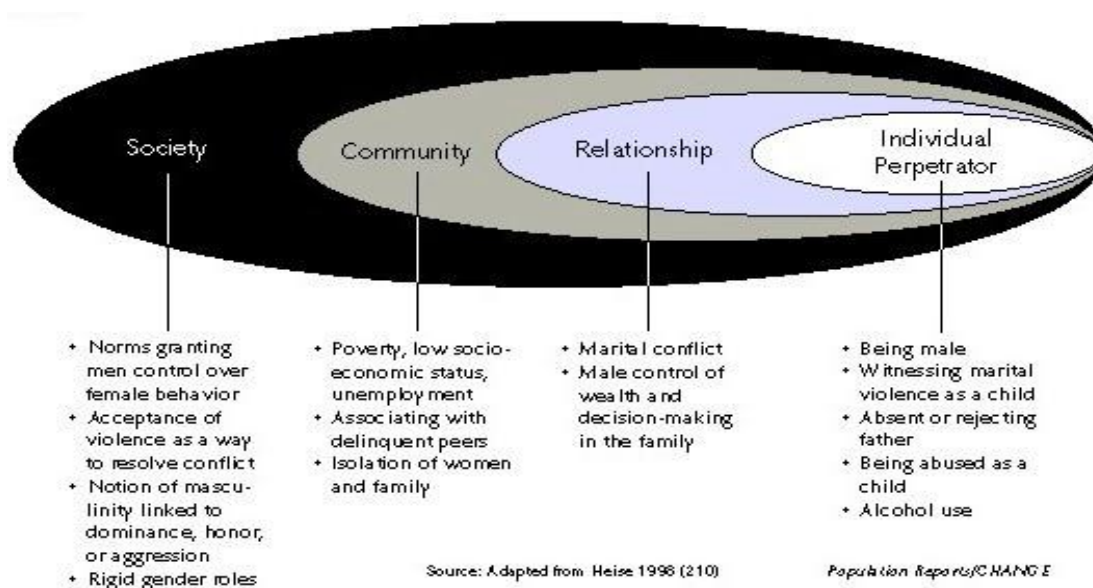 Society
Community
Relationship
Individual
Perpetrator
• Norms granting
men control over
female behavior
• Acceptance of
violence as a way
to resolve conflict
• Notion of mascu-
linity linked to
dominance, honor,
or aggression
• Rigid gender roles
• Poverty, low socio-
economic status,
unemployment
• Associating with
delinquent peers
• Isolation of women
and family
• Marital conflict
• Male control of
wealth and
decision-making
in the family
• Being male
• Witnessing marital
violence as a child
• Absent or rejecting
father
• Being abused as a
child
• Alcohol use
Source: Adapted from Heise 1998 (210)
Population Reports/CHANGE